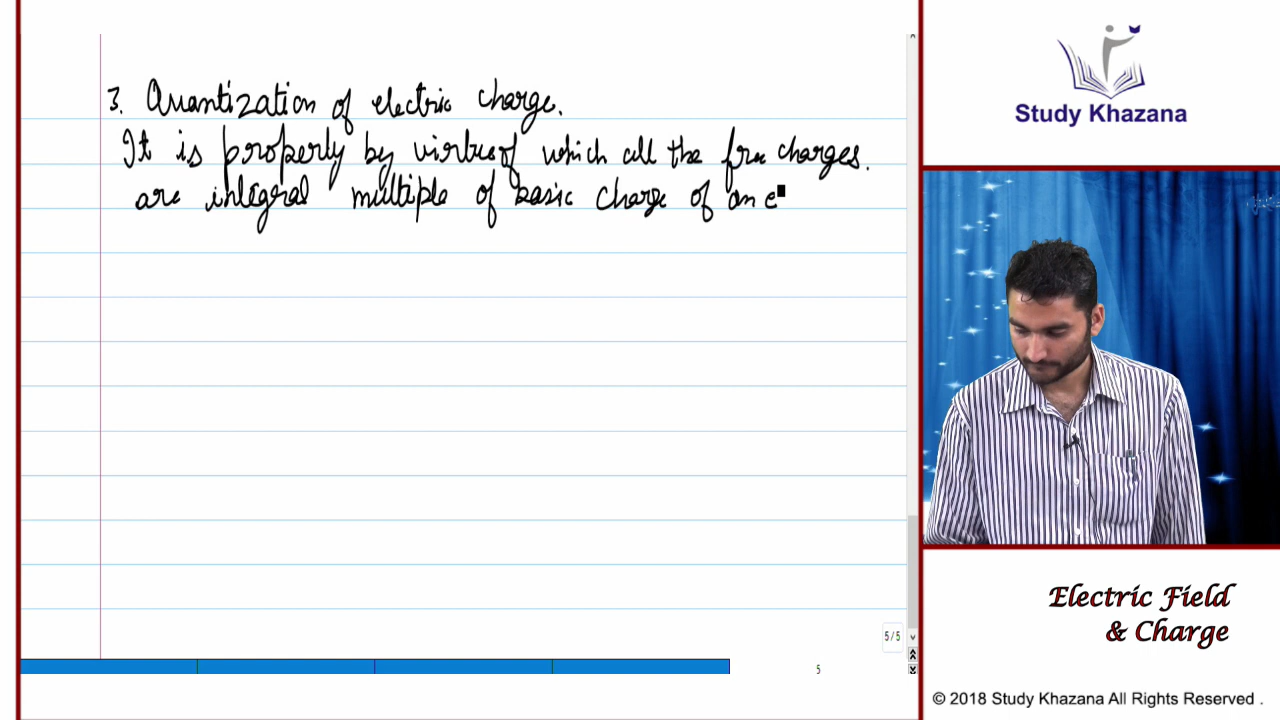 3. Quantization of electric charge.
It is property by virtue of which all the free charges.
are integral multiple of basic charge of an e
5/5
5
Study Khazana
Electric Field
& Charge
© 2018 Study Khazana All Rights Reserved .